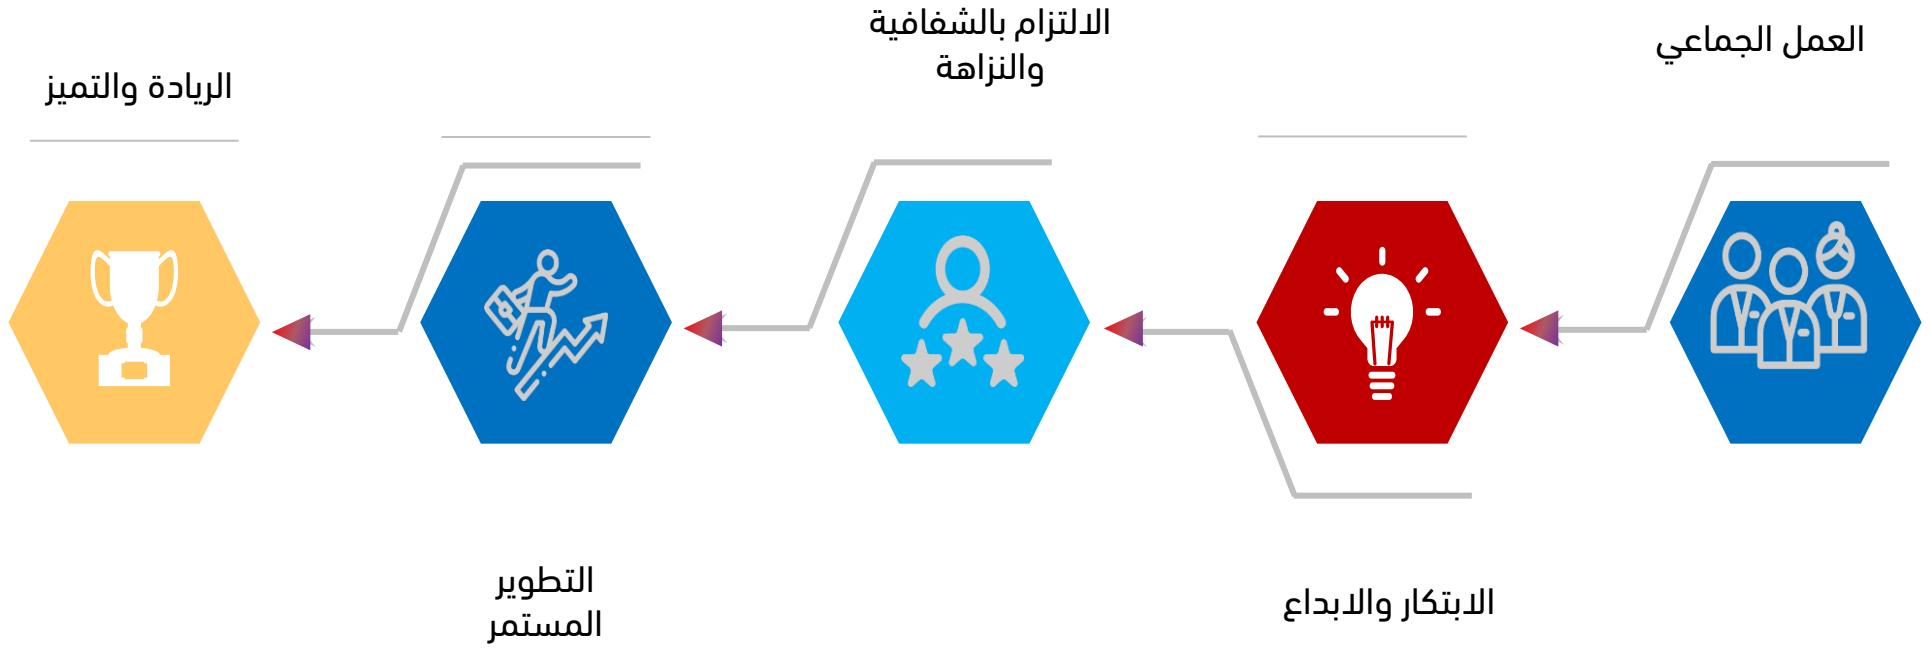 العمل الجماعي
الابتكار والابداع
الالتزام بالشفافية
والنزاهة
التطوير
المستمر
الريادة والتميز